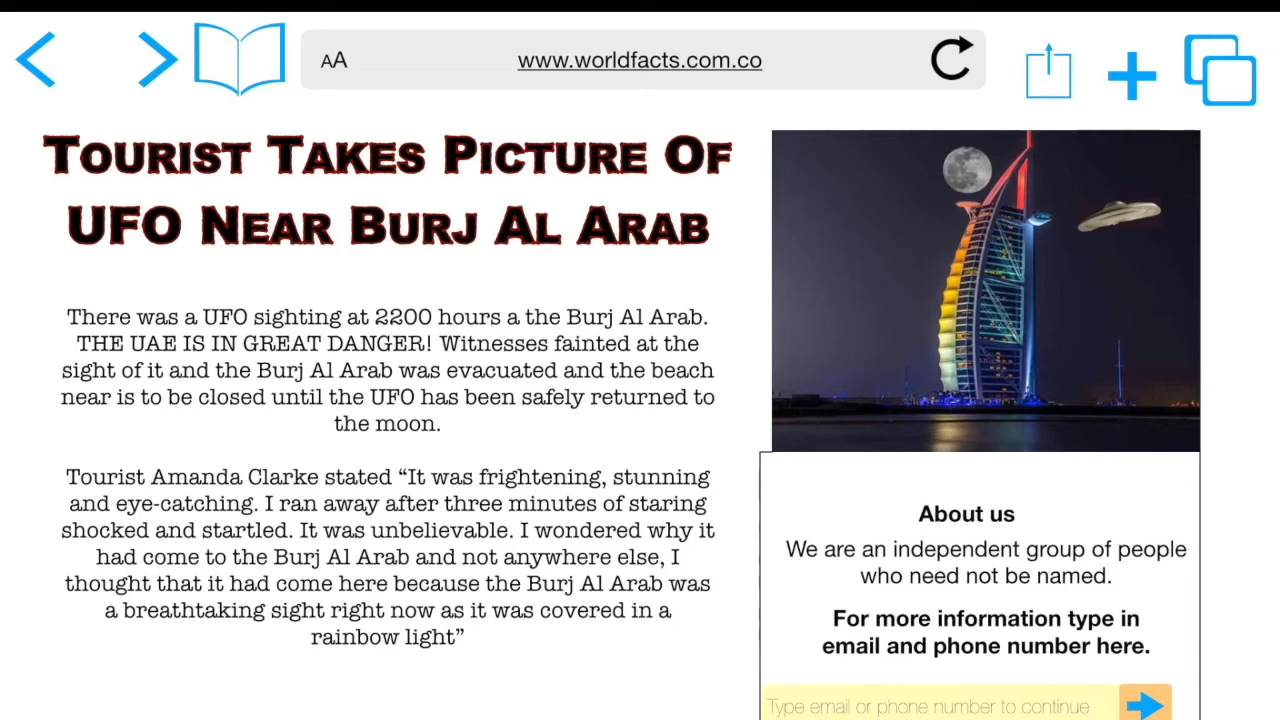 AA
www.worldfacts.com.co
Tourist Takes Picture Of
UFO Near Burj Al Arab
There was a UFO sighting at 2200 hours a the Burj Al Arab.
THE UAE IS IN GREAT DANGER! Witnesses fainted at the
sight of it and the Burj Al Arab was evacuated and the beach
near is to be closed until the UFO has been safely returned to
the moon.
Tourist Amanda Clarke stated “It was frightening, stunning
and eye-catching. I ran away after three minutes of staring
shocked and startled. It was unbelievable. I wondered why it
had come to the Burj Al Arab and not anywhere else, I
thought that it had come here because the Burj Al Arab was
a breathtaking sight right now as it was covered in a
rainbow light”
About us
We are an independent group of people
who need not be named.
For more information type in
email and phone number here.
Type email or phone number to continue